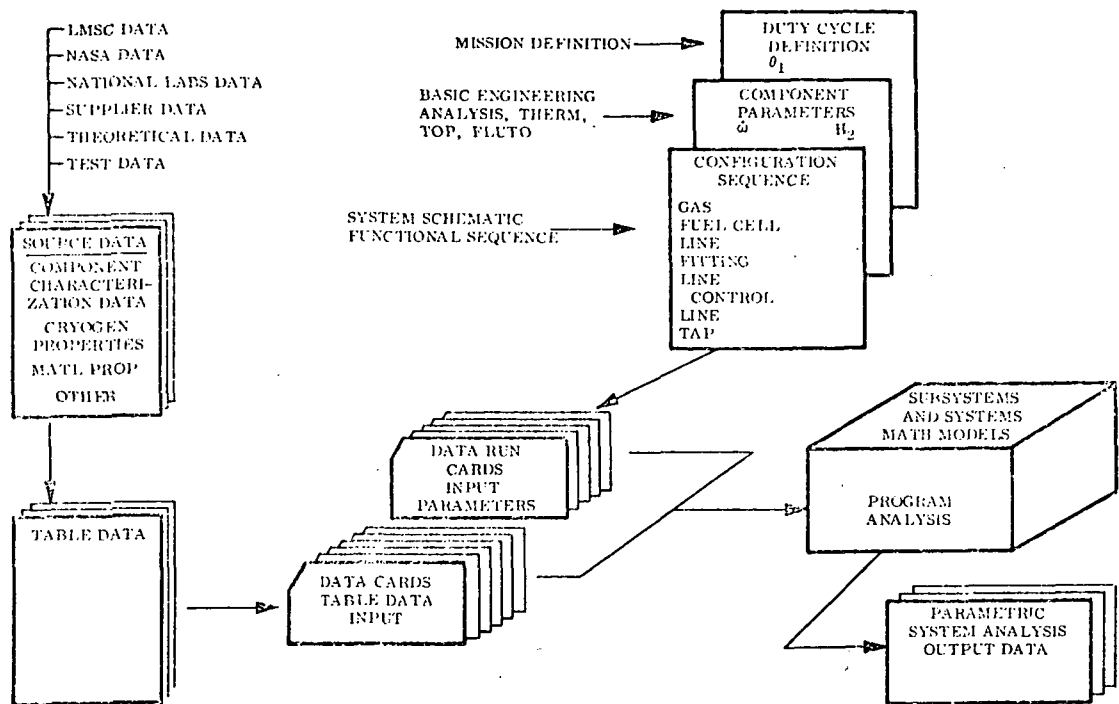 LMSC DATA
NASA DATA
NATIONAL LABS DATA
SUPPLIER DATA
THEORETICAL DATA
TEST DATA
SOURCE DATA
COMPONENT
CHARACTERI-
ZATION DATA
CRYOGEN
PROPERTIES
MATL PROP
OTHER
TABLE DATA
MISSION DEFINITION
DUTY CYCLE
DEFINITION
θ1
BASIC ENGINEERING
ANALYSIS, THERM,
TOP, FLUTO
COMPONENT
PARAMETERS
ω̇ H2
SYSTEM SCHEMATIC
FUNCTIONAL SEQUENCE
CONFIGURATION
SEQUENCE
GAS
FUEL CELL
LINE
FITTING
LINE
CONTROL
LINE
TAP
DATA RUN
CARDS
INPUT
PARAMETERS
DATA CARDS
TABLE DATA
INPUT
SUBSYSTEMS
AND SYSTEMS
MATH MODELS
PROGRAM
ANALYSIS
PARAMETRIC
SYSTEM ANALYSIS
OUTPUT DATA